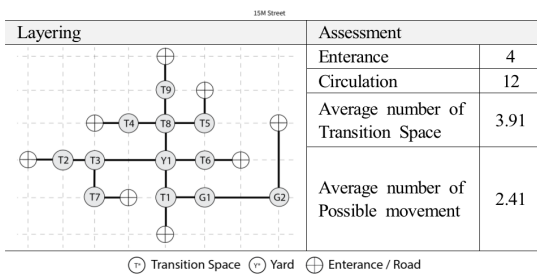 15M Street
Layering Assessment
Enterance 4
Circulation 12
Average number of
Transition Space 3.91
Average number of
Possible movement 2.41
T9
T4 T8 T5
T2 T3 Y1 T6
T7 T1 G1 G2
T* Transition Space Y* Yard Enterance / Road